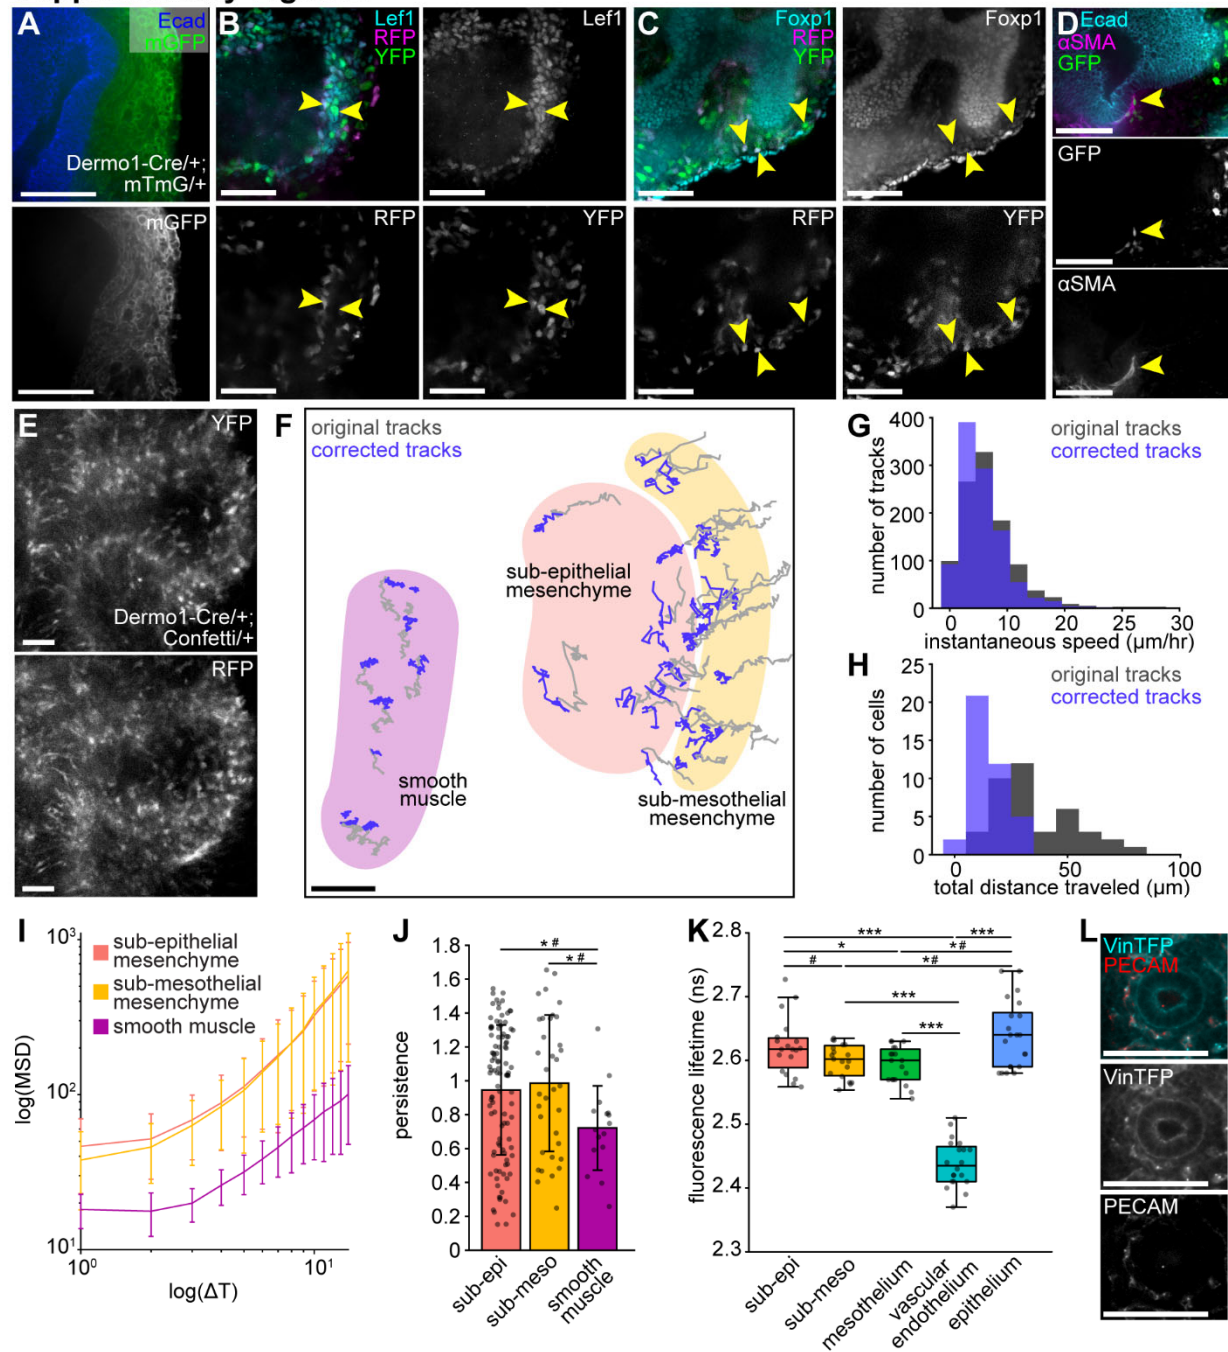 A
Ecad
mGFP
Dermo1-Cre/+;
mTmG/+
mGFP
B
Lef1
RFP
YFP
Lef1
RFP
YFP
C
Foxp1
RFP
YFP
Foxp1
RFP
YFP
D
Ecad
αSMA
GFP
GFP
αSMA
E
YFP
Dermo1-Cre/+;
Confetti/+
RFP
F
original tracks
corrected tracks
sub-epithelial
mesenchyme
smooth
muscle
sub-mesothelial
mesenchyme
G
original tracks
corrected tracks
number of tracks
400
300
200
100
0
0 10 20 30
instantaneous speed (µm/hr)
H
original tracks
corrected tracks
number of cells
25
20
15
10
5
0
0 50 100
total distance traveled (µm)
I
sub-epithelial
mesenchyme
sub-mesothelial
mesenchyme
smooth muscle
log(MSD)
10³
10²
10¹
10⁰ 10¹
log(ΔT)
J
persistence
1.8
1.6
1.4
1.2
1
0.8
0.6
0.4
0.2
0
* #
* #
sub-epi
sub-meso
smooth
muscle
K
fluorescence lifetime (ns)
2.8
2.7
2.6
2.5
2.4
2.3
*** ***
* *#
# *#
***
***
sub-epi
sub-meso
mesothelium
vascular
endothelium
epithelium
L
VinTFP
PECAM
VinTFP
PECAM